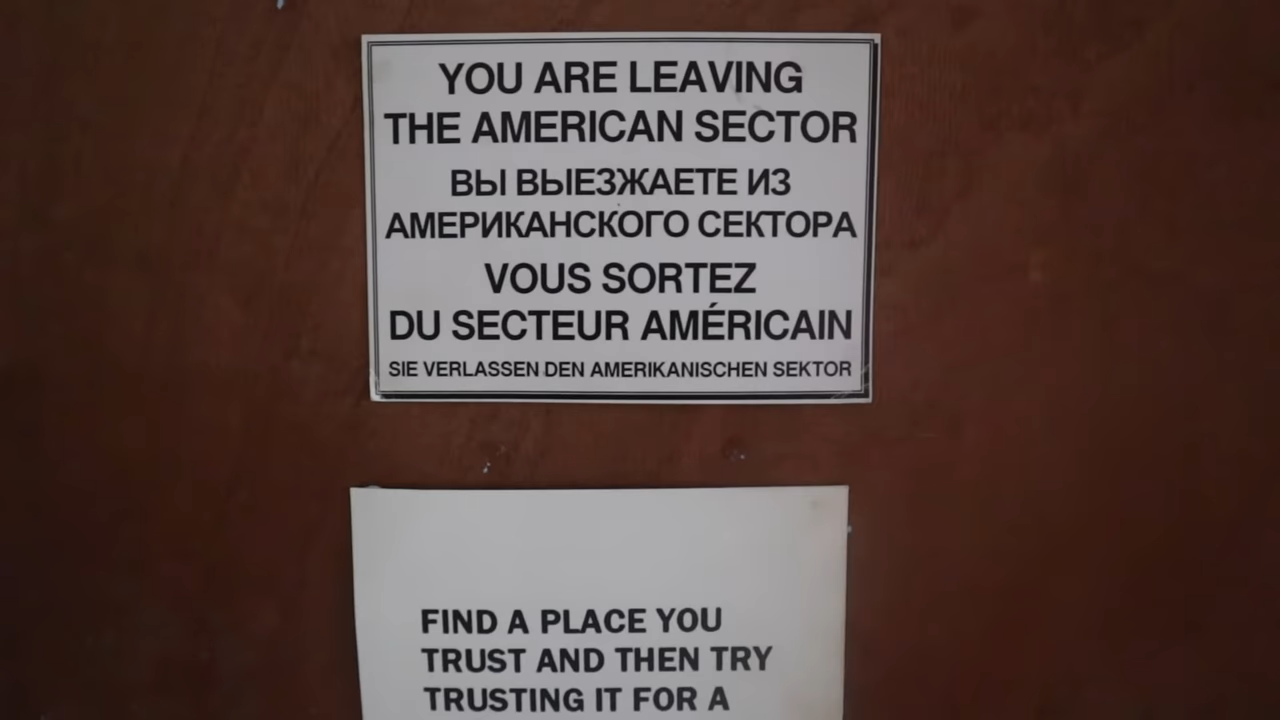 YOU ARE LEAVING
THE AMERICAN SECTOR
ВЫ ВЫЕЗЖАЕТЕ ИЗ
АМЕРИКАНСКОГО СЕКТОРА
VOUS SORTEZ
DU SECTEUR AMÉRICAIN
SIE VERLASSEN DEN AMERIKANISCHEN SEKTOR
FIND A PLACE YOU
TRUST AND THEN TRY
TRUSTING IT FOR A